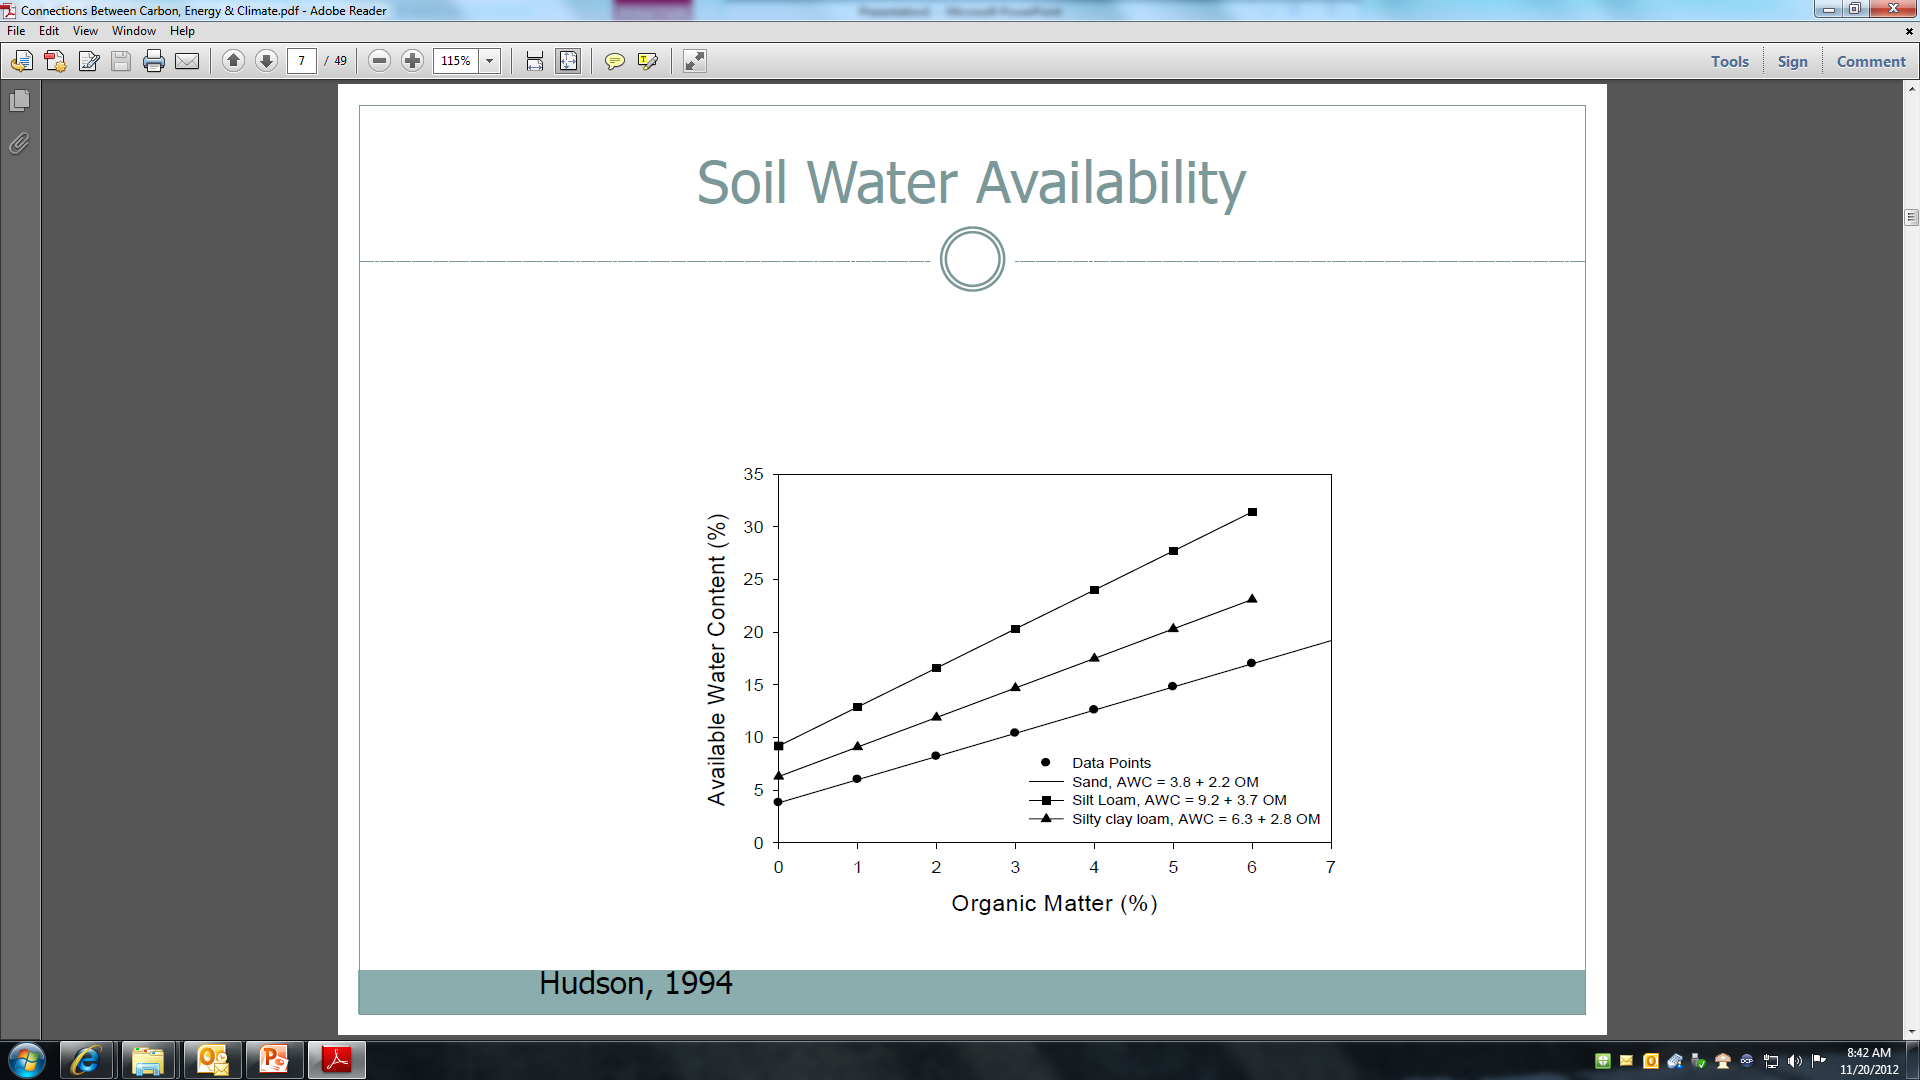 Connections Between Carbon, Energy & Climate.pdf - Adobe Reader
Presentation1 - Microsoft PowerPoint
File Edit View Window Help
7 / 49 115% Tools Sign Comment
Soil Water Availability
35
30
25
20
15
10
5
0
Available Water Content (%)
Data Points
Sand, AWC = 3.8 + 2.2 OM
Silt Loam, AWC = 9.2 + 3.7 OM
Silty clay loam, AWC = 6.3 + 2.8 OM
0 1 2 3 4 5 6 7
Organic Matter (%)
Hudson, 1994
8:42 AM
11/20/2012